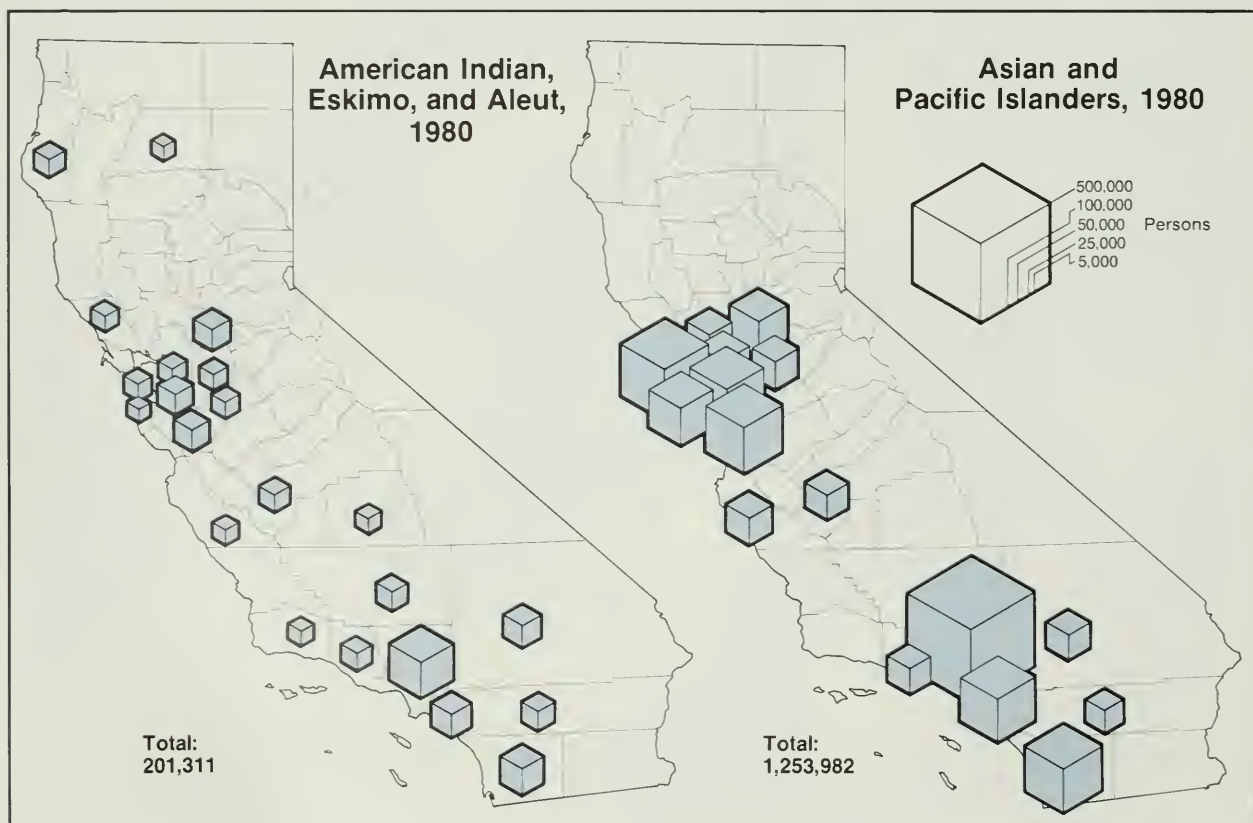 American Indian,
Eskimo, and Aleut,
1980
Total:
201,311
Asian and
Pacific Islanders, 1980
500,000
100,000
50,000
25,000
5,000
Persons
Total:
1,253,982